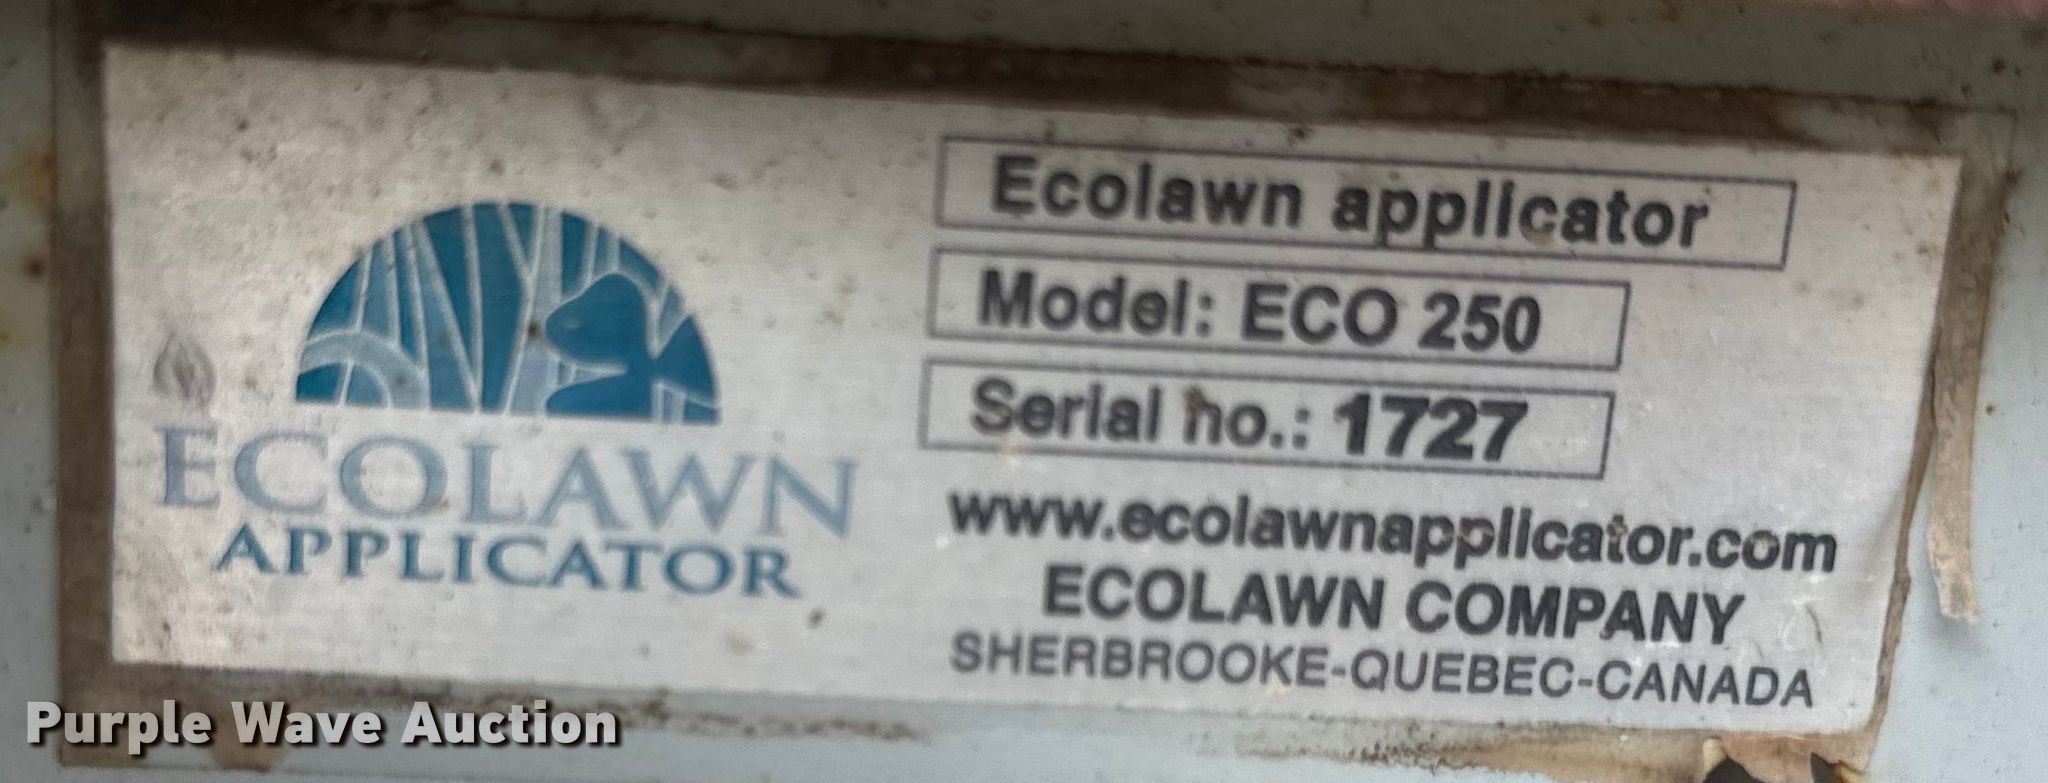 ECOLAWN
APPLICATOR
Ecolawn applicator
Model: ECO 250
Serial no.: 1727
www.ecolawnapplicator.com
ECOLAWN COMPANY
SHERBROOKE-QUEBEC-CANADA
Purple Wave Auction